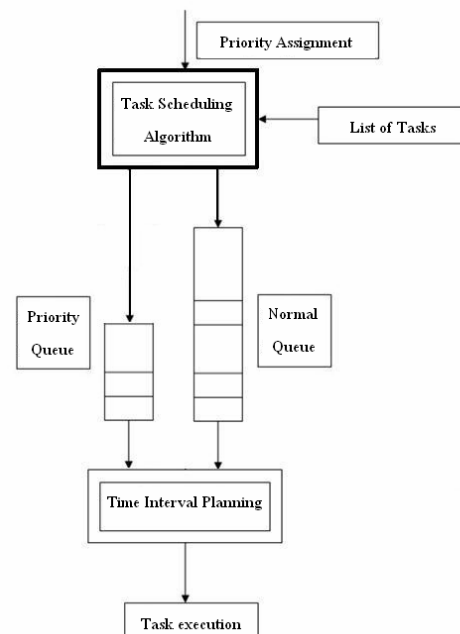 Priority Assignment
Task Scheduling
Algorithm
List of Tasks
Priority
Queue
Normal
Queue
Time Interval Planning
Task execution